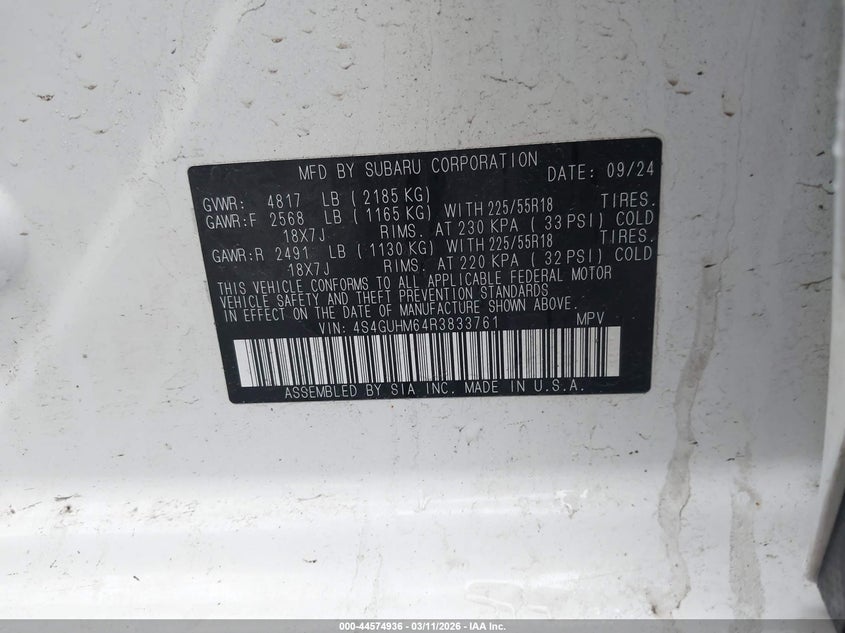 MFD BY SUBARU CORPORATION DATE: 09/24
GVWR: 4817 LB ( 2185 KG)
GAWR:F 2568 LB ( 1165 KG) WITH 225/55R18 TIRES.
18X7J RIMS. AT 230 KPA ( 33 PSI) COLD
GAWR:R 2491 LB ( 1130 KG) WITH 225/55R18 TIRES.
18X7J RIMS. AT 220 KPA ( 32 PSI) COLD
THIS VEHICLE CONFORMS TO ALL APPLICABLE FEDERAL MOTOR
VEHICLE SAFETY AND THEFT PREVENTION STANDARDS
IN EFFECT ON THE DATE OF MANUFACTURE SHOWN ABOVE.
VIN: 4S4GUHM64R3833761 MPV
ASSEMBLED BY SIA INC. MADE IN U.S.A.
000-44574936 - 03/11/2026 - IAA Inc.